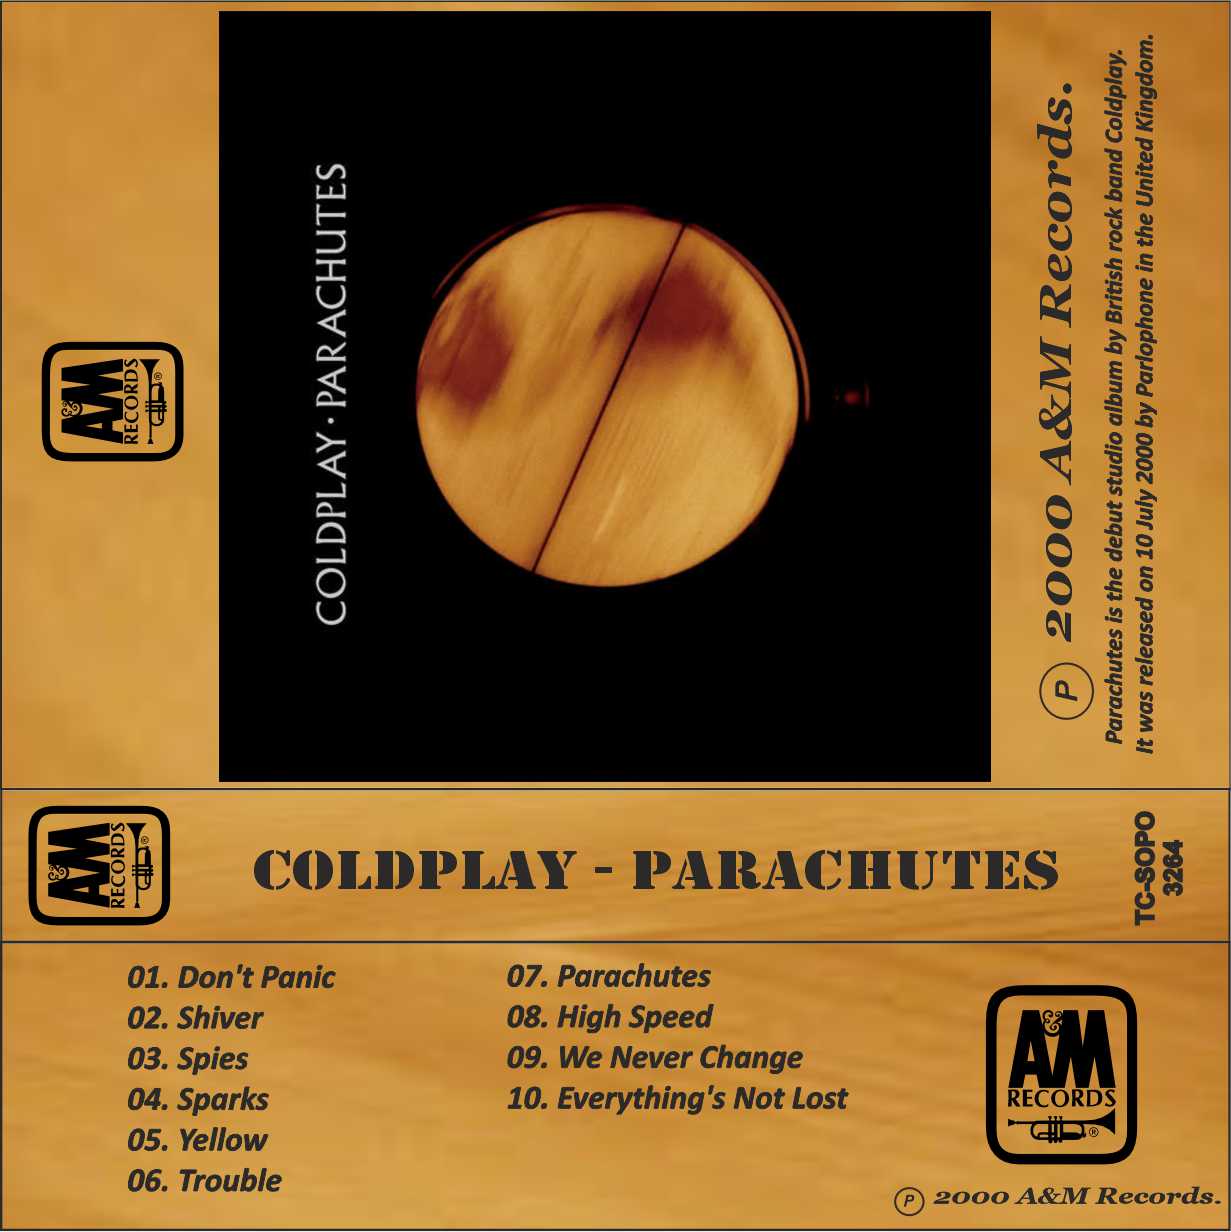 COLDPLAY · PARACHUTES
A&M
RECORDS
®
P 2000 A&M Records.
Parachutes is the debut studio album by British rock band Coldplay.
It was released on 10 July 2000 by Parlophone in the United Kingdom.
A&M
RECORDS
®
COLDPLAY - PARACHUTES
TC-SOPO
3264
01. Don't Panic
02. Shiver
03. Spies
04. Sparks
05. Yellow
06. Trouble
07. Parachutes
08. High Speed
09. We Never Change
10. Everything's Not Lost
A&M
RECORDS
®
P 2000 A&M Records.